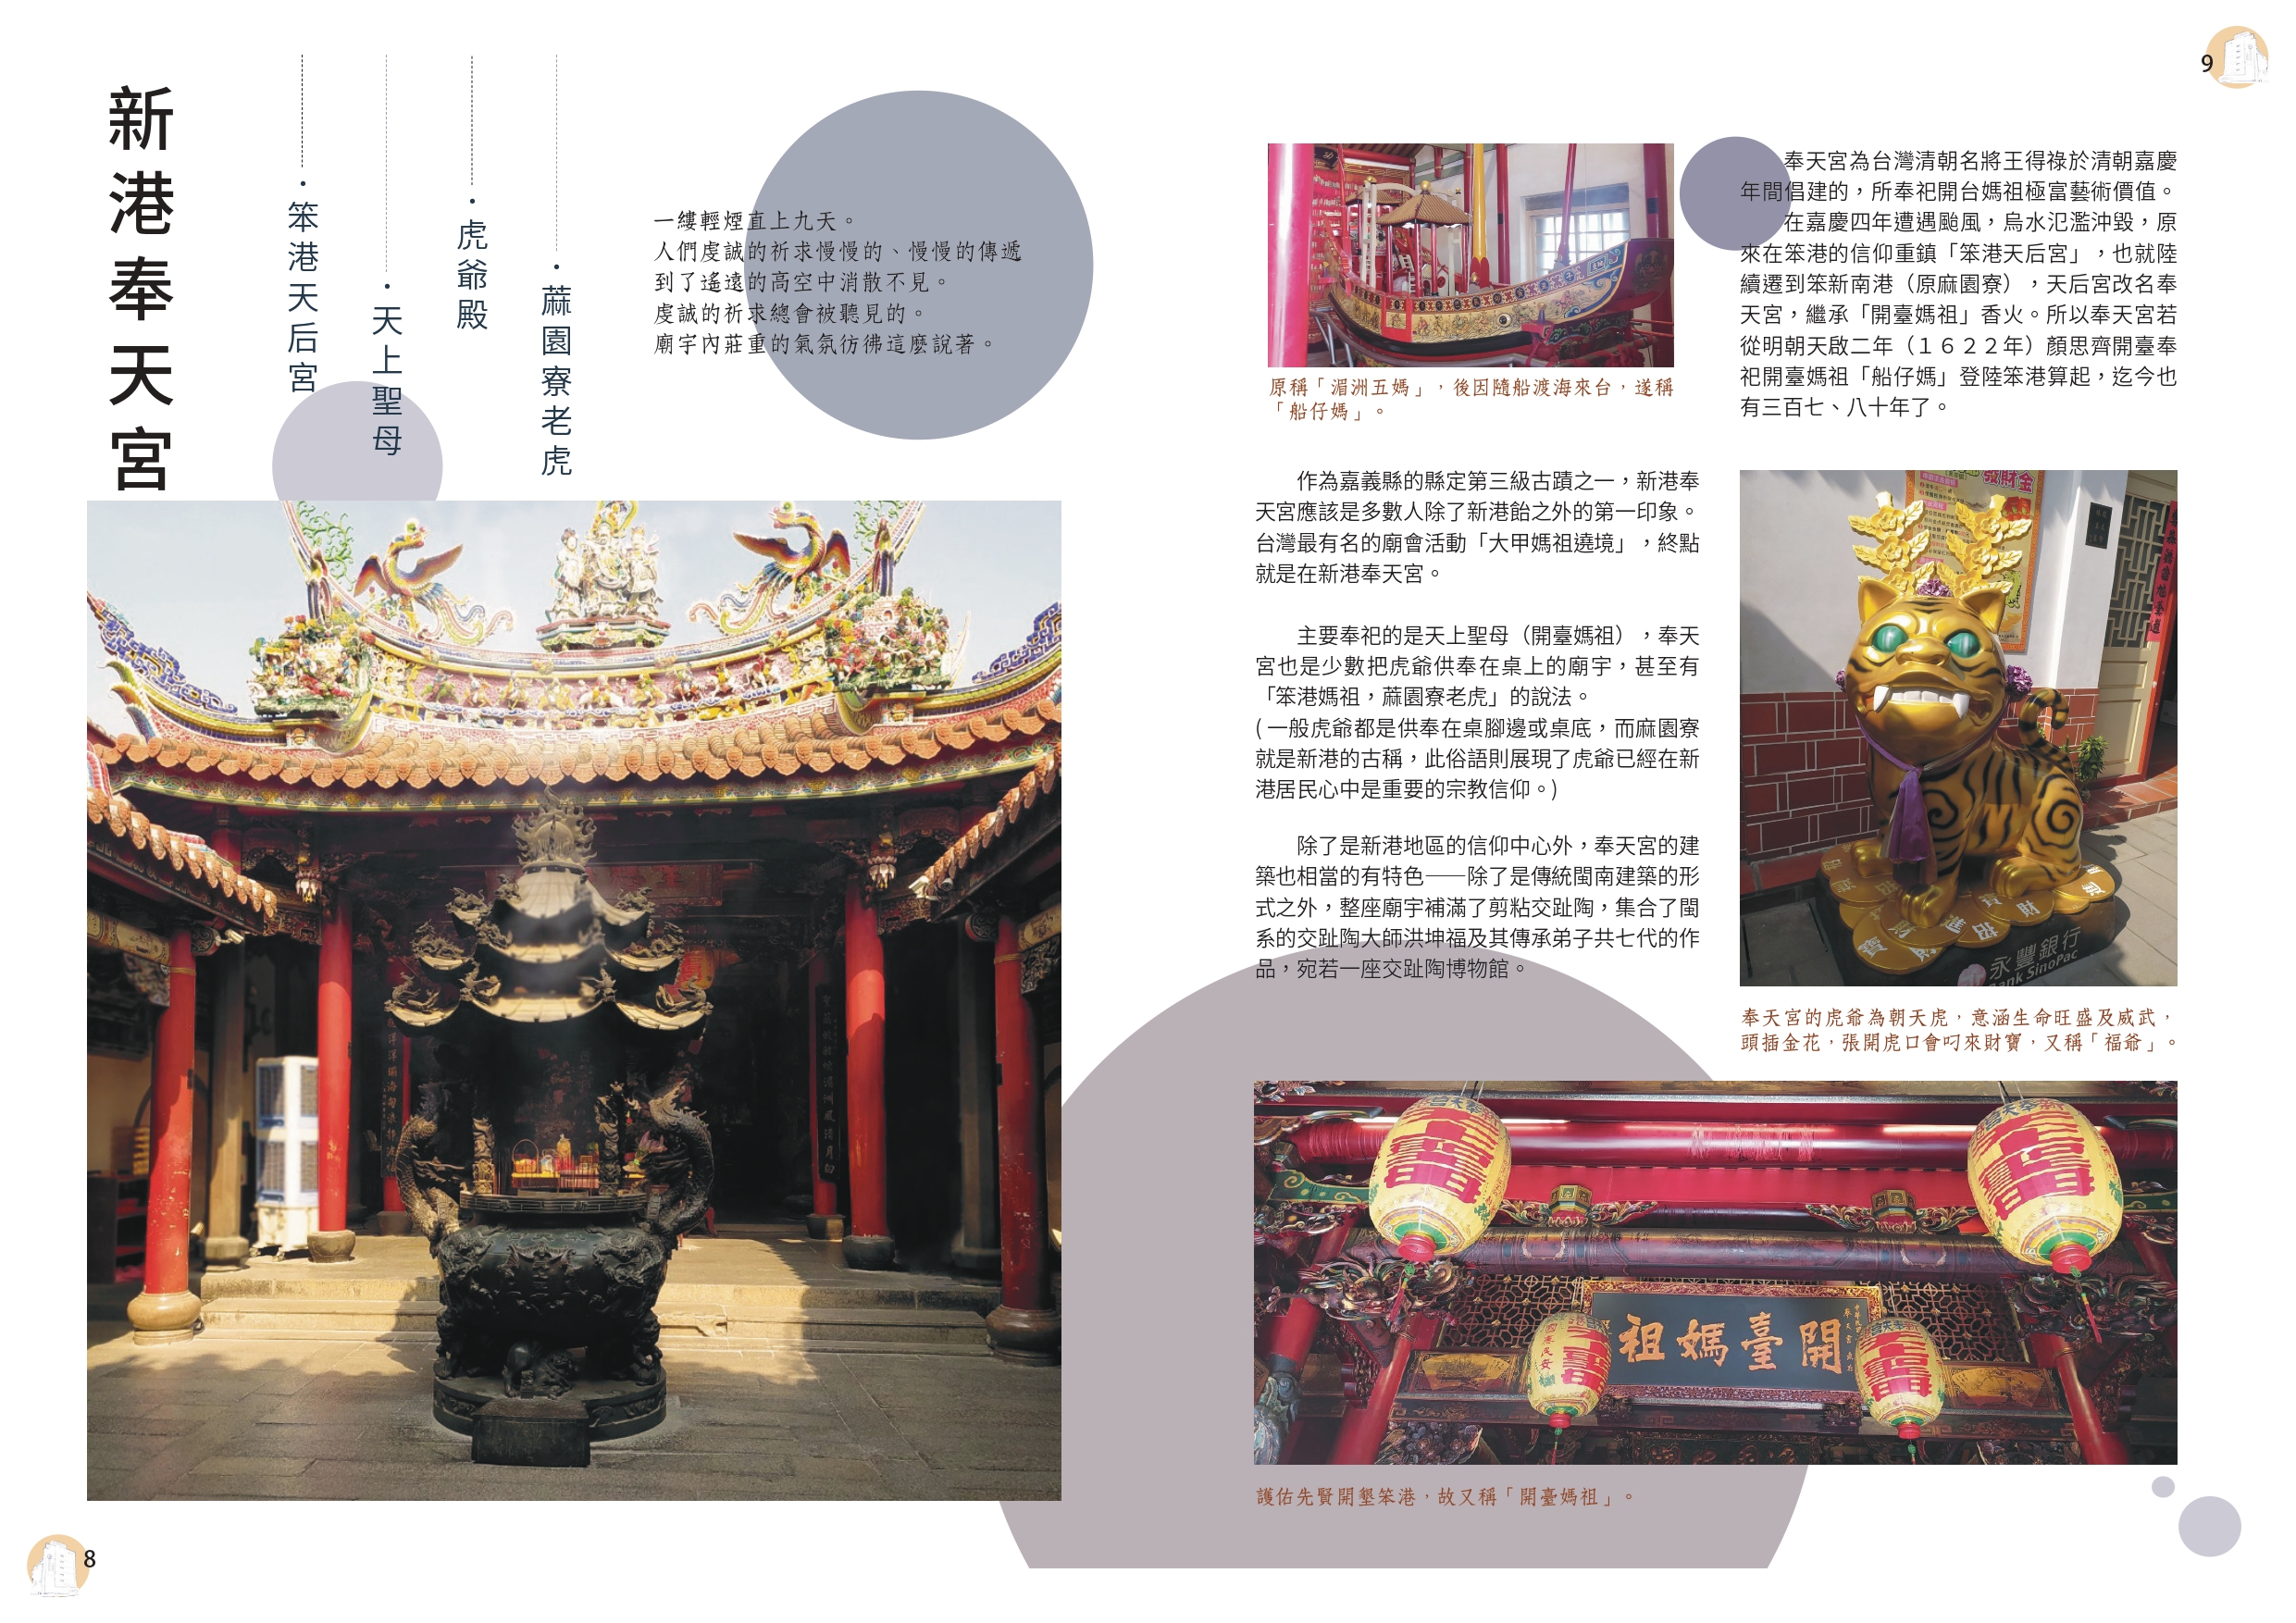 新港奉天宮
・笨港天后宮
・天上聖母
・虎爺殿
・蔴園寮老虎
一縷輕煙直上九天。
人們虔誠的祈求慢慢的、慢慢的傳遞
到了遙遠的高空中消散不見。
虔誠的祈求總會被聽見的。
廟宇內莊重的氣氛彷彿這麼說著。
8
9
原稱「湄洲五媽」，後因隨船渡海來台，遂稱
「船仔媽」。
奉天宮為台灣清朝名將王得祿於清朝嘉慶
年間倡建的，所奉祀開台媽祖極富藝術價值。
在嘉慶四年遭遇颱風，烏水氾濫沖毀，原
來在笨港的信仰重鎮「笨港天后宮」，也就陸
續遷到笨新南港（原麻園寮），天后宮改名奉
天宮，繼承「開臺媽祖」香火。所以奉天宮若
從明朝天啟二年（１６２２年）顏思齊開臺奉
祀開臺媽祖「船仔媽」登陸笨港算起，迄今也
有三百七、八十年了。
作為嘉義縣的縣定第三級古蹟之一，新港奉
天宮應該是多數人除了新港飴之外的第一印象。
台灣最有名的廟會活動「大甲媽祖遶境」，終點
就是在新港奉天宮。
主要奉祀的是天上聖母（開臺媽祖），奉天
宮也是少數把虎爺供奉在桌上的廟宇，甚至有
「笨港媽祖，蔴園寮老虎」的說法。
( 一般虎爺都是供奉在桌腳邊或桌底，而麻園寮
就是新港的古稱，此俗語則展現了虎爺已經在新
港居民心中是重要的宗教信仰。)
除了是新港地區的信仰中心外，奉天宮的建
築也相當的有特色——除了是傳統閩南建築的形
式之外，整座廟宇補滿了剪粘交趾陶，集合了閩
系的交趾陶大師洪坤福及其傳承弟子共七代的作
品，宛若一座交趾陶博物館。
發財金
永豐銀行
Bank SinoPac
奉天宮的虎爺為朝天虎，意涵生命旺盛及威武，
頭插金花，張開虎口會叼來財寶，又稱「福爺」。
祖媽臺開
國泰民安
護佑先賢開墾笨港，故又稱「開臺媽祖」。